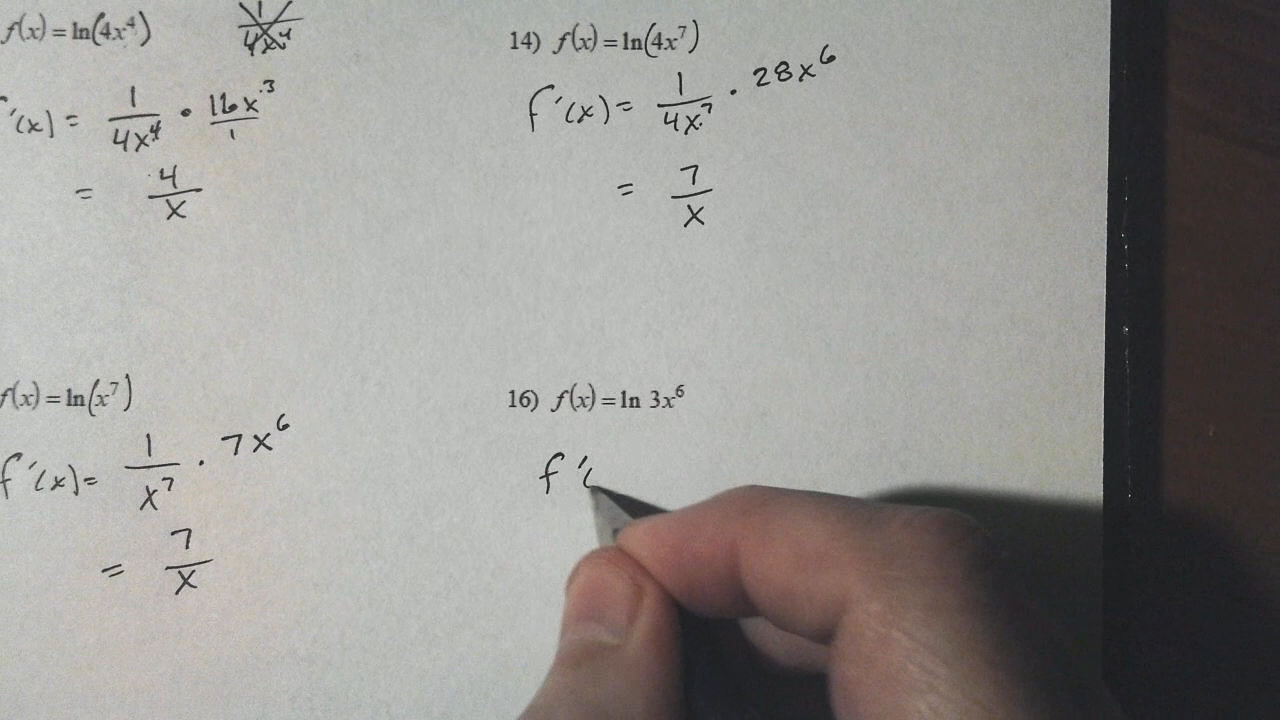 f(x) = ln(4x⁴)
1/4x⁴
f'(x) = 1/4x⁴ · 16x³/1
= 4/x
14) f(x) = ln(4x⁷)
f'(x) = 1/4x⁷ · 28x⁶
= 7/x
f(x) = ln(x⁷)
f'(x) = 1/x⁷ · 7x⁶
= 7/x
16) f(x) = ln 3x⁶
f'(